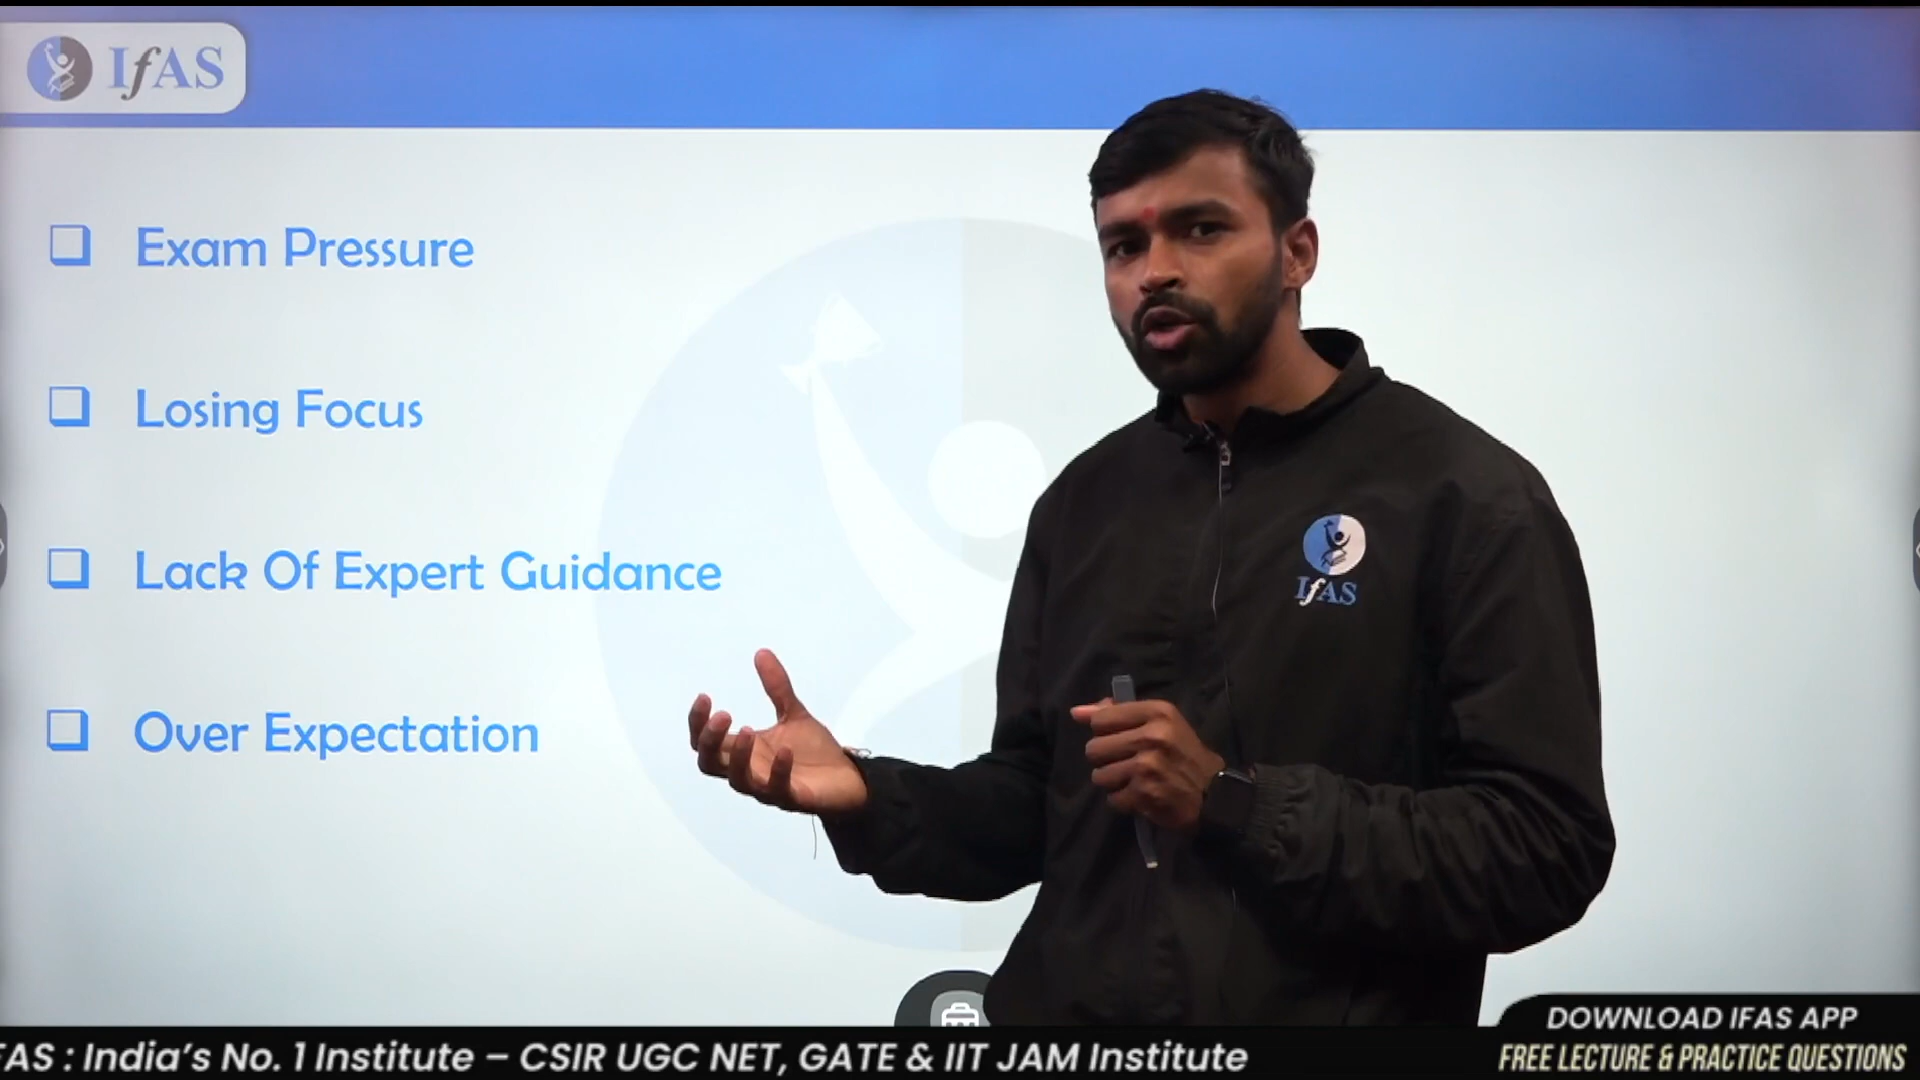 IfAS
Exam Pressure
Losing Focus
Lack Of Expert Guidance
Over Expectation
IfAS
DOWNLOAD IFAS APP
FAS : India's No. 1 Institute – CSIR UGC NET, GATE & IIT JAM Institute
FREE LECTURE & PRACTICE QUESTIONS